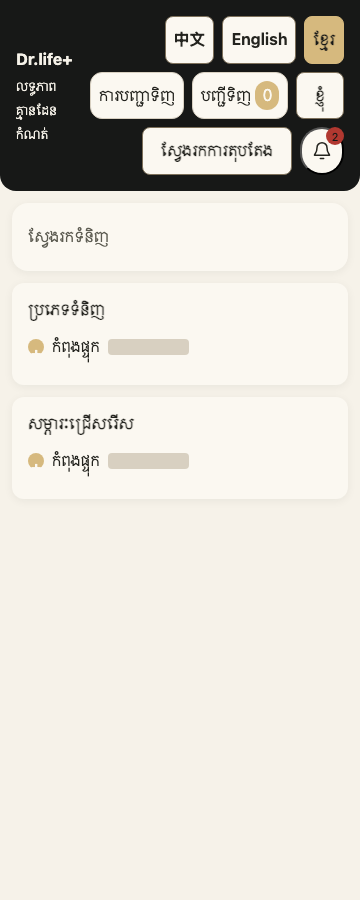 Dr.life+
លទ្ធភាព
គ្មានដែន
កំណត់
中文
English
ខ្មែរ
ការបញ្ជាទិញ
បញ្ជីទិញ 0
ខ្ញុំ
ស្វែងរកការតុបតែង
2
ស្វែងរកទំនិញ
ប្រភេទទំនិញ
កំពុងផ្ទុក
សម្ភារៈជ្រើសរើស
កំពុងផ្ទុក